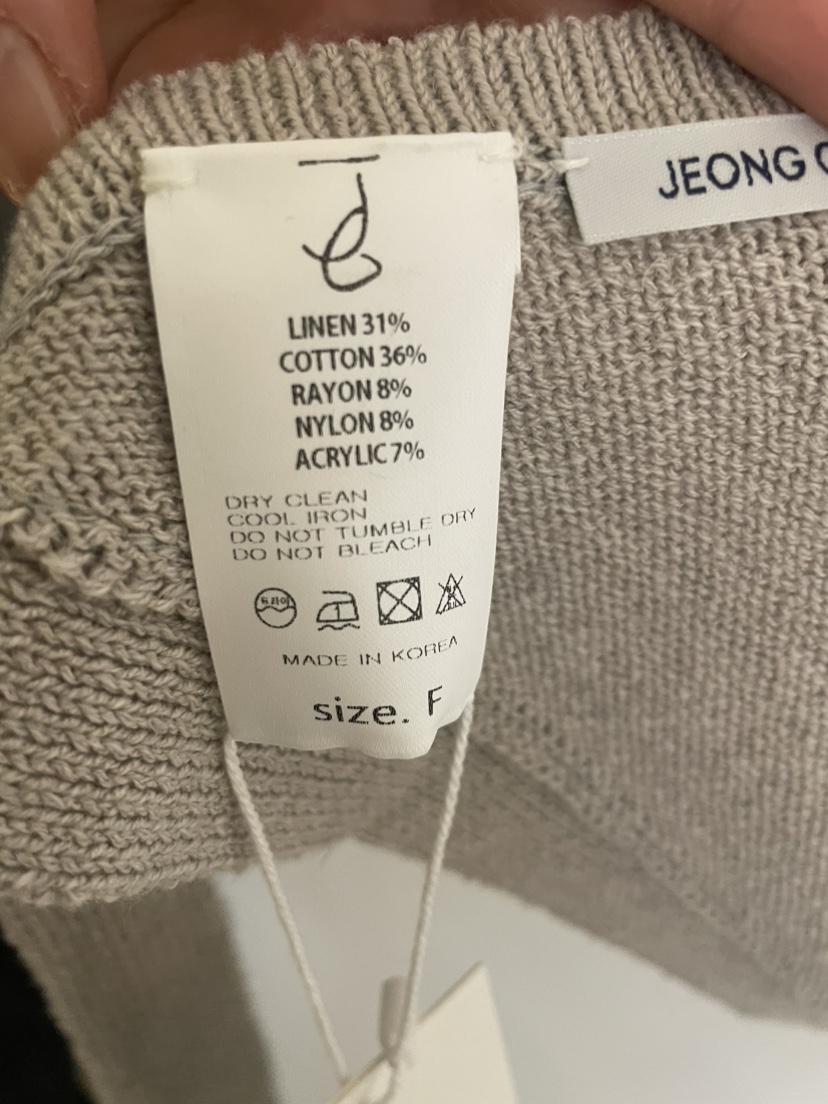 LINEN 31%
COTTON 36%
RAYON 8%
NYLON 8%
ACRYLIC 7%
DRY CLEAN
COOL IRON
DO NOT TUMBLE DRY
DO NOT BLEACH
MADE IN KOREA
size. F
JEONG